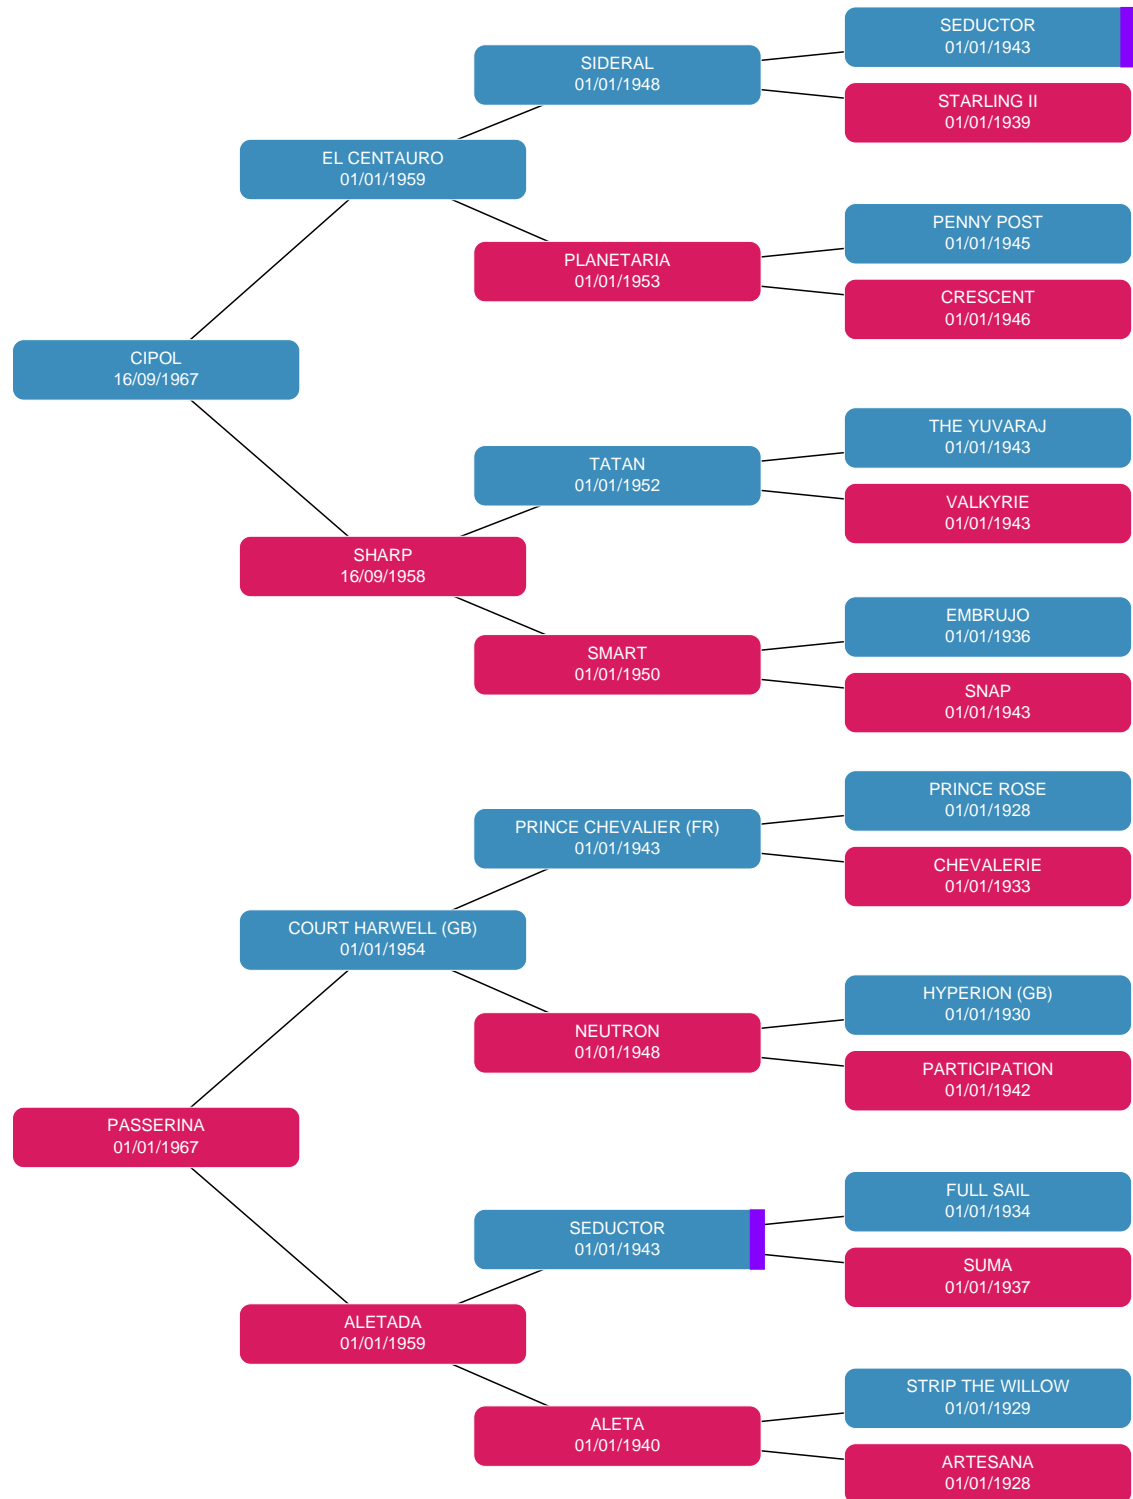 SEDUCTOR
01/01/1943
SIDERAL
01/01/1948
STARLING II
01/01/1939
EL CENTAURO
01/01/1959
PENNY POST
01/01/1945
PLANETARIA
01/01/1953
CRESCENT
01/01/1946
CIPOL
16/09/1967
THE YUVARAJ
01/01/1943
TATAN
01/01/1952
VALKYRIE
01/01/1943
SHARP
16/09/1958
EMBRUJO
01/01/1936
SMART
01/01/1950
SNAP
01/01/1943
PRINCE ROSE
01/01/1928
PRINCE CHEVALIER (FR)
01/01/1943
CHEVALERIE
01/01/1933
COURT HARWELL (GB)
01/01/1954
HYPERION (GB)
01/01/1930
NEUTRON
01/01/1948
PARTICIPATION
01/01/1942
PASSERINA
01/01/1967
FULL SAIL
01/01/1934
SEDUCTOR
01/01/1943
SUMA
01/01/1937
ALETADA
01/01/1959
STRIP THE WILLOW
01/01/1929
ALETA
01/01/1940
ARTESANA
01/01/1928